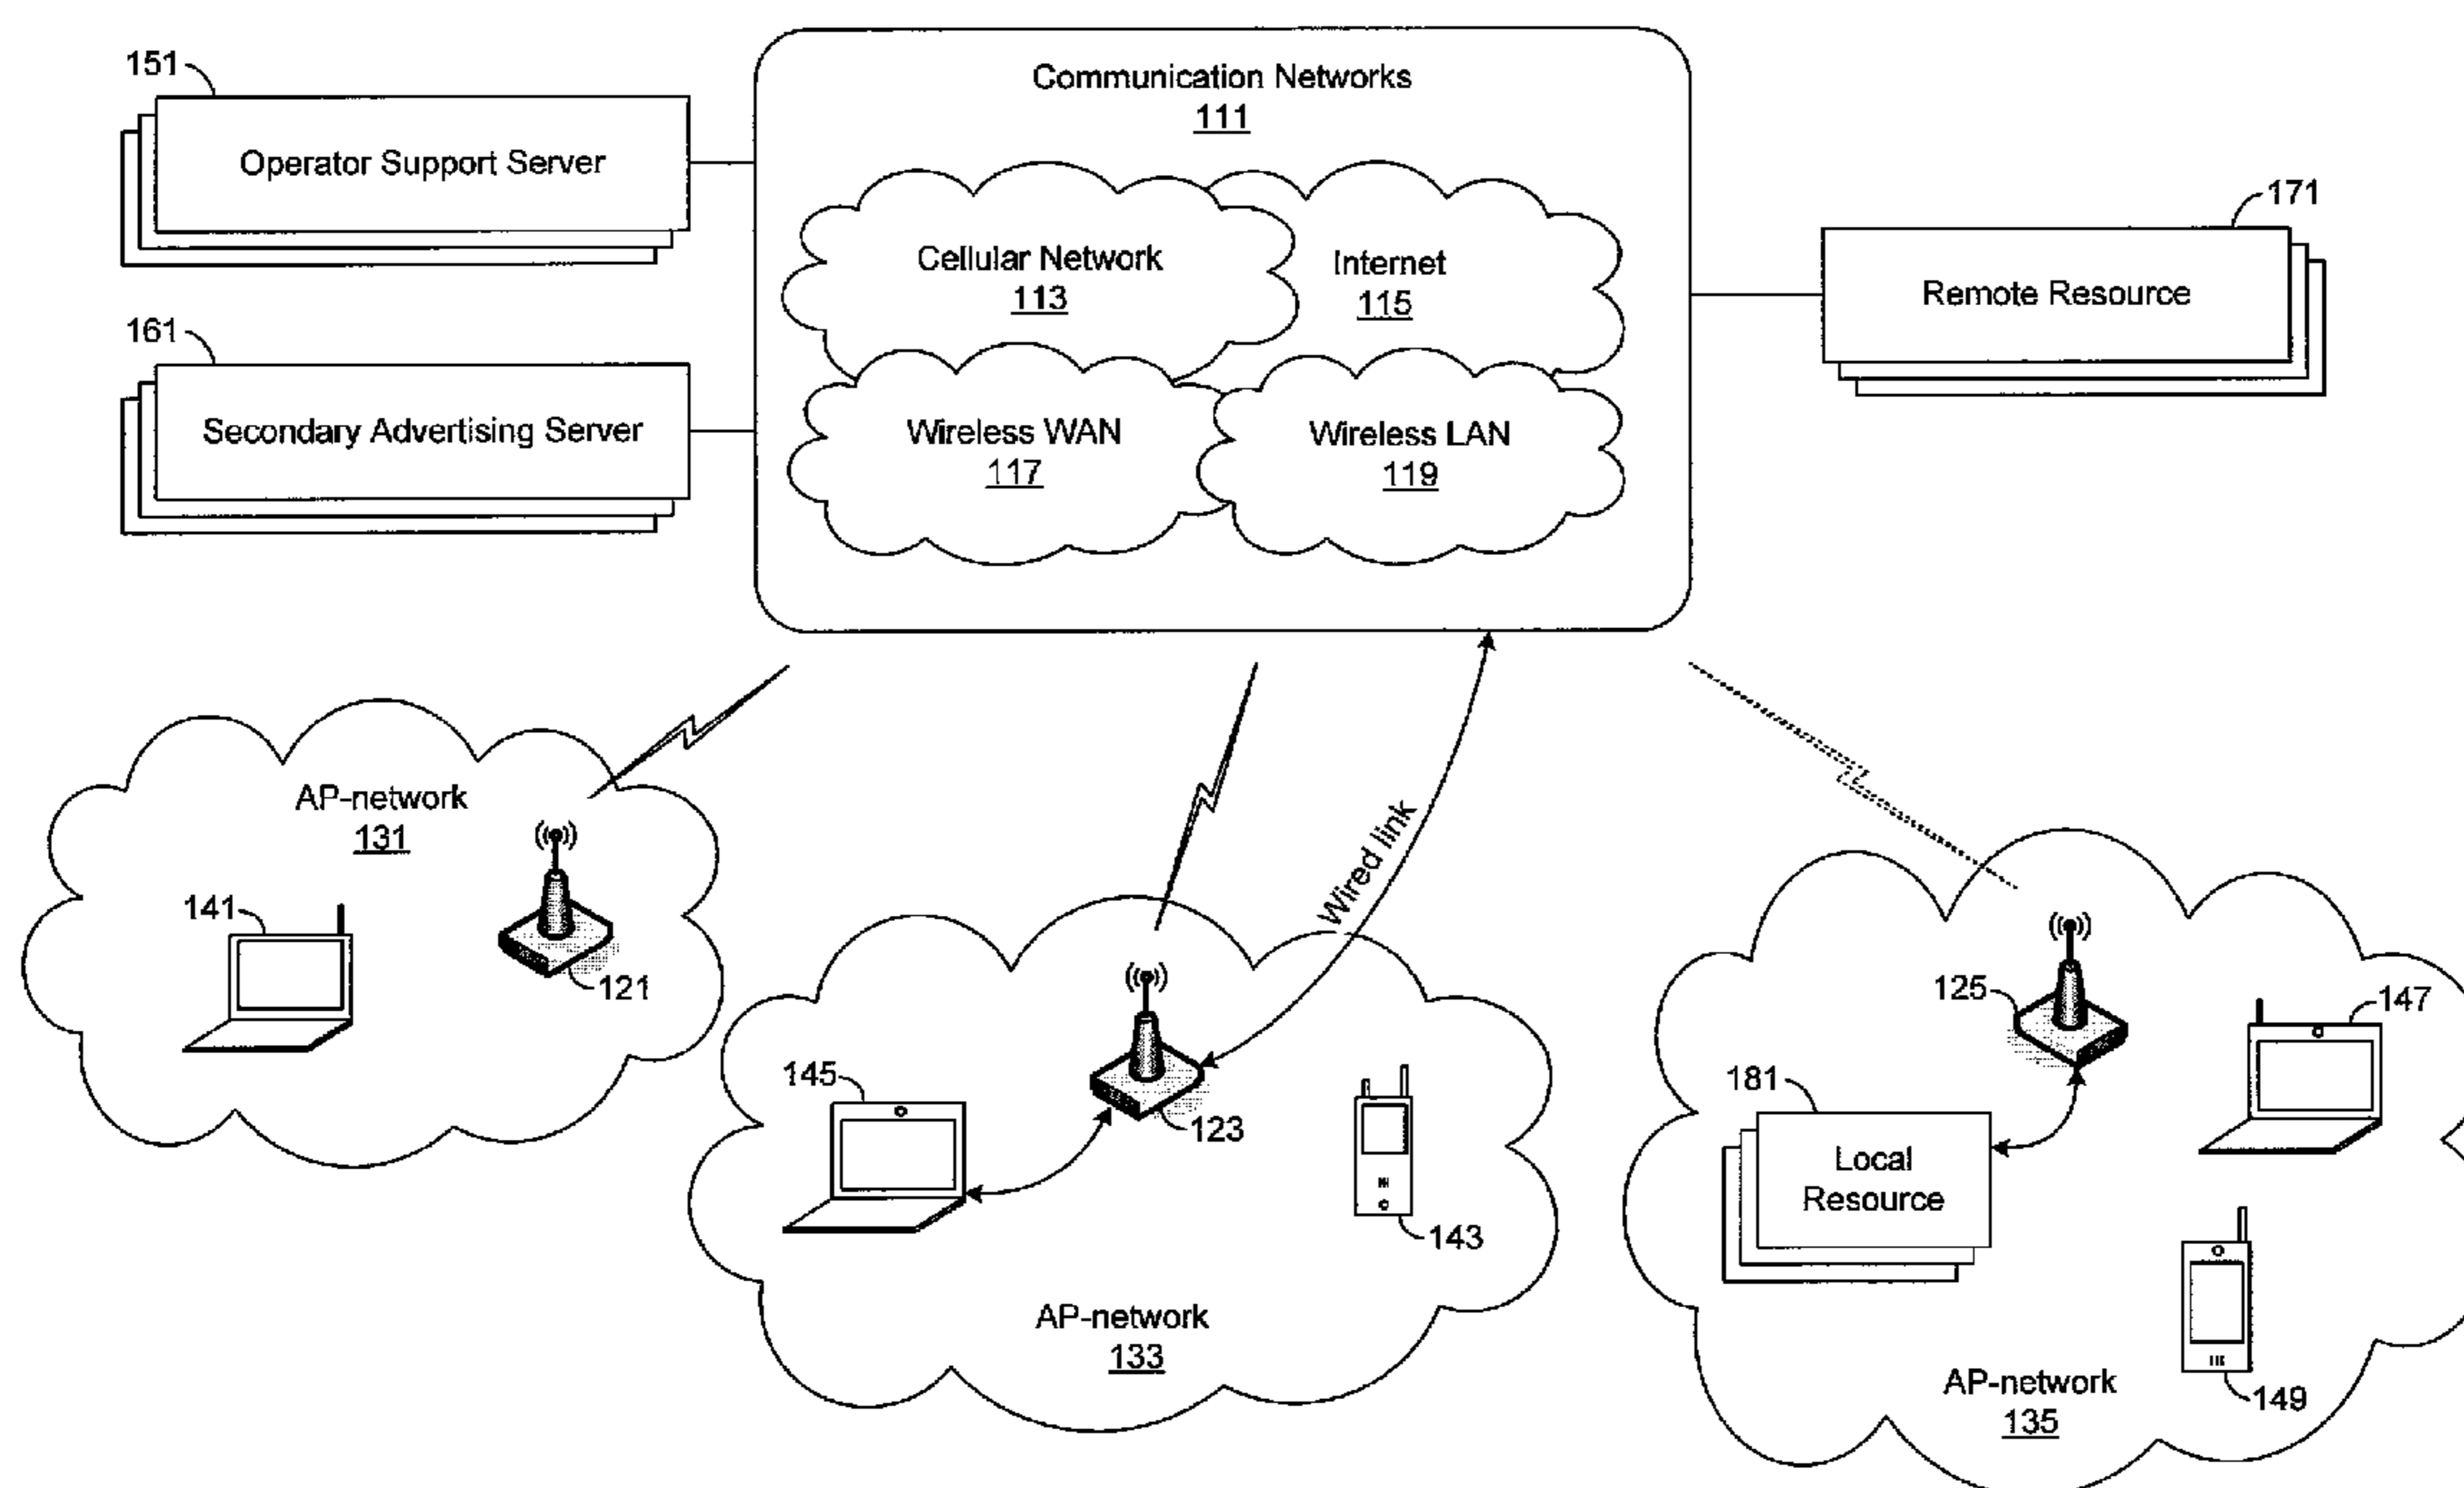 151
Operator Support Server
161
Secondary Advertising Server
Communication Networks
111
Cellular Network
113
Internet
115
Wireless WAN
117
Wireless LAN
119
171
Remote Resource
AP-network
131
141
121
Wired link
145
123
143
AP-network
133
125
147
181
Local
Resource
149
AP-network
135